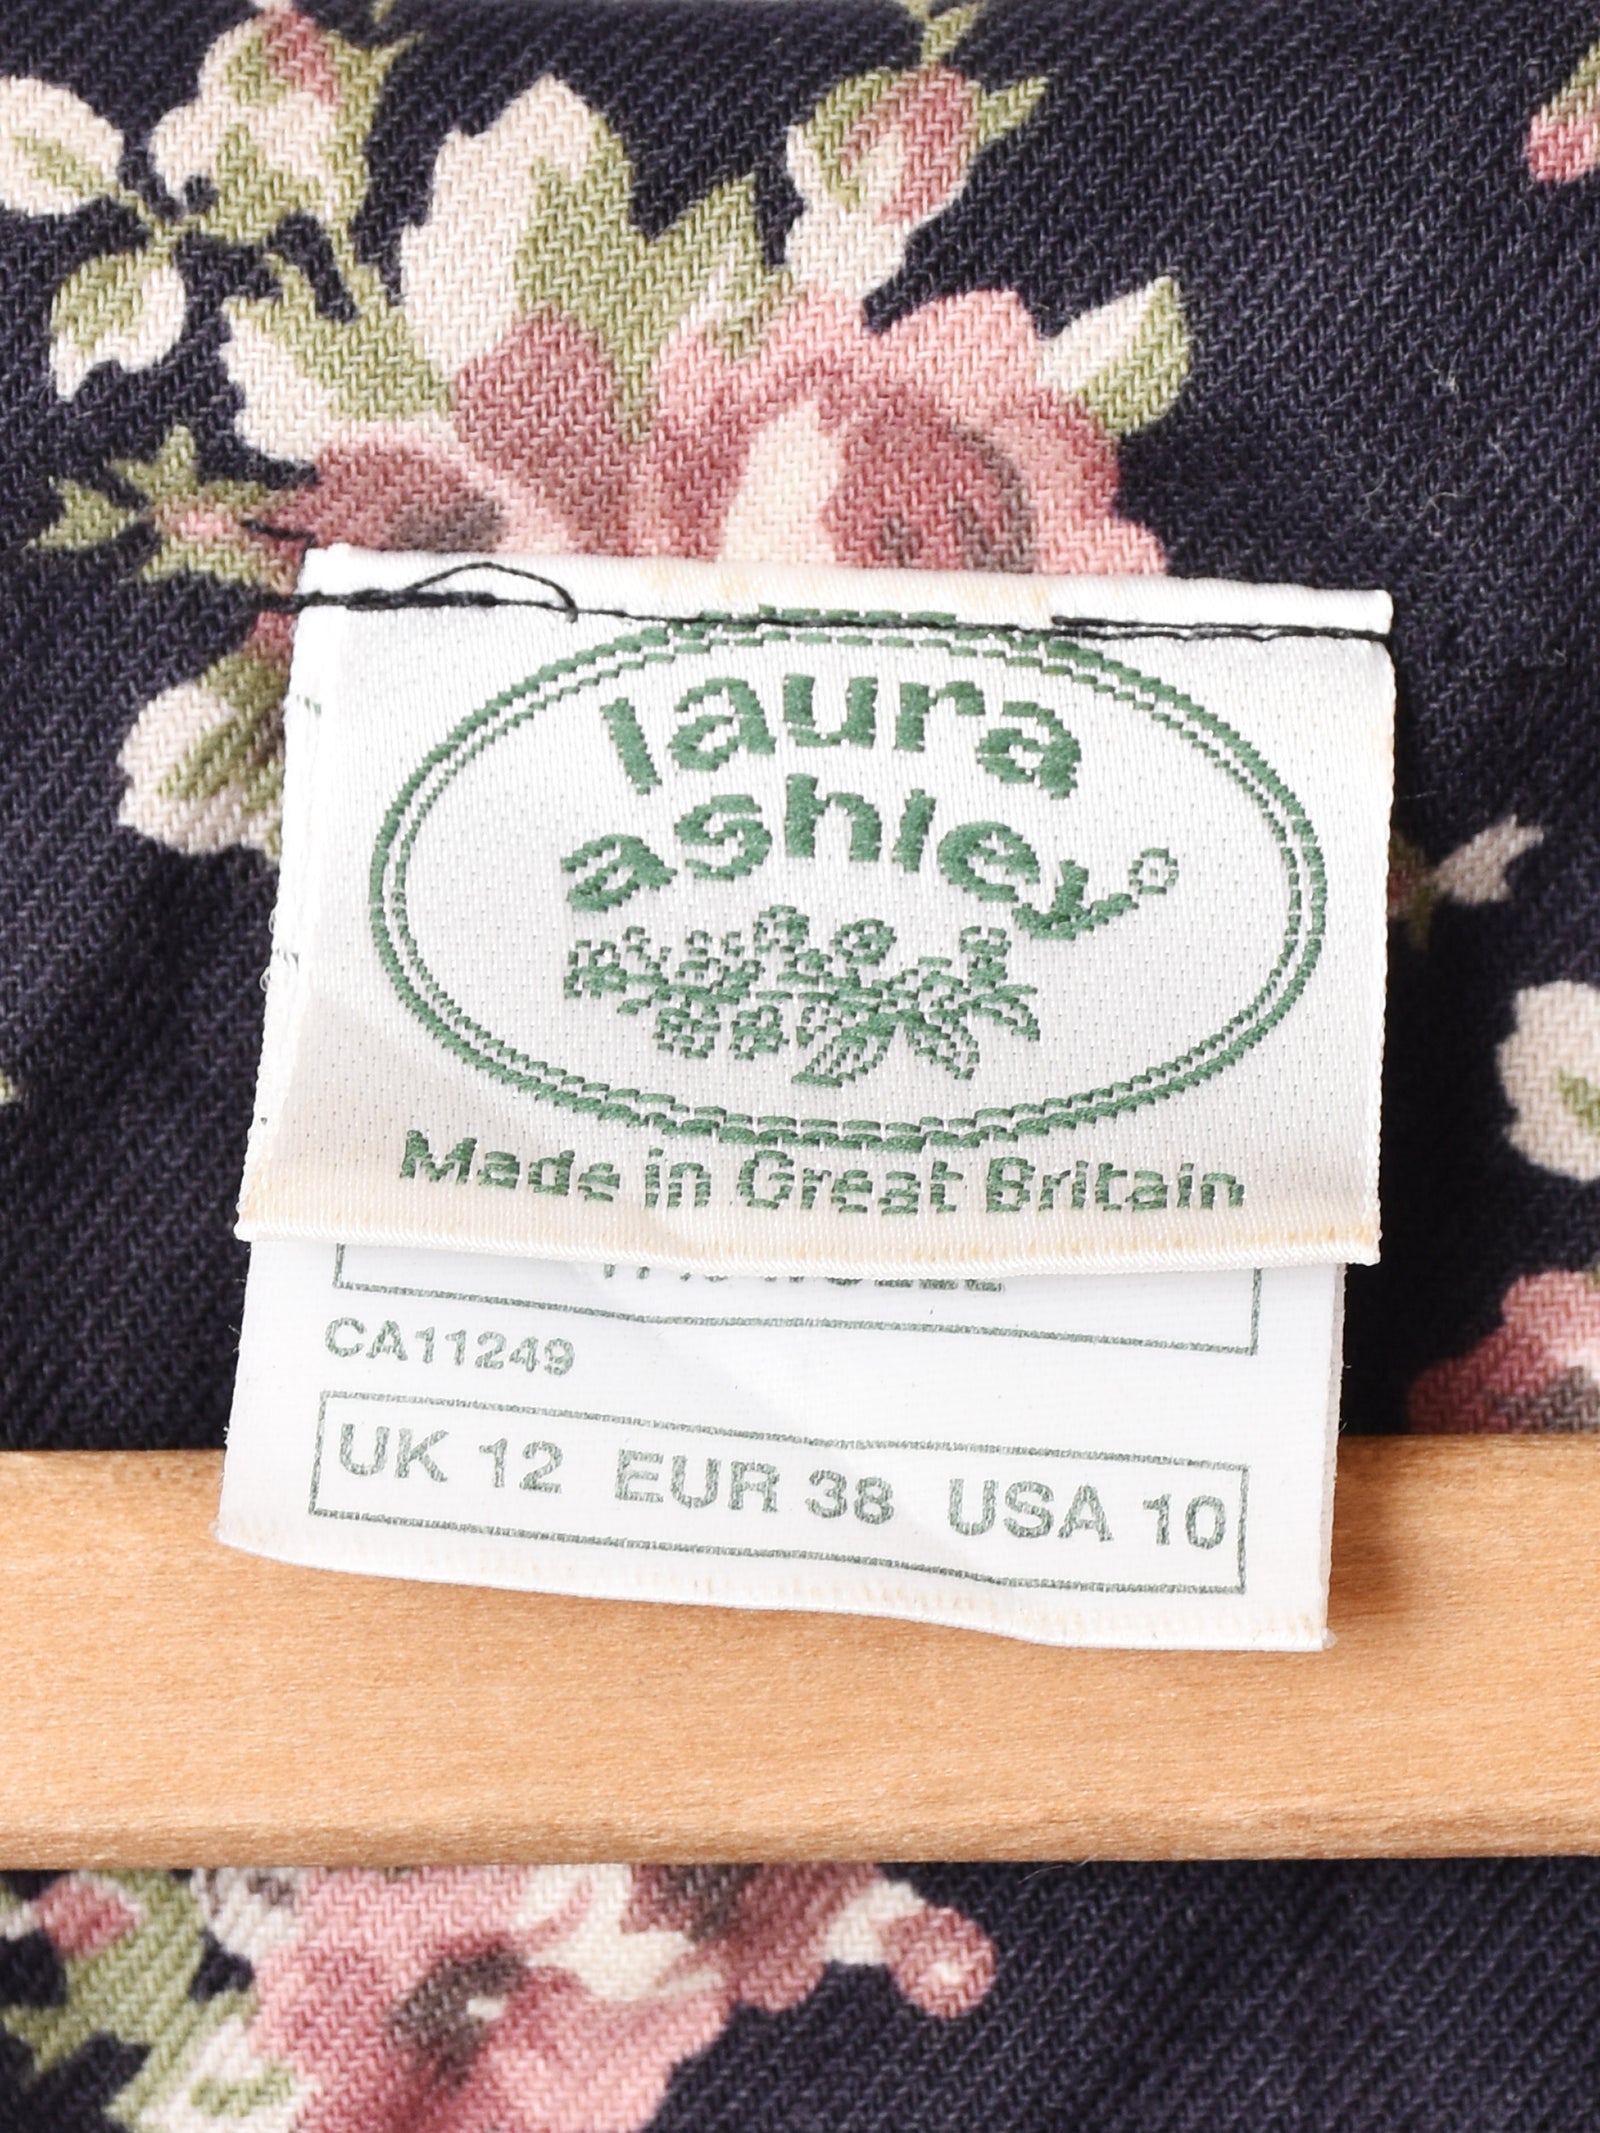 laura
ashley®
Made in Great Britain
CA11249
UK 12 EUR 38 USA 10